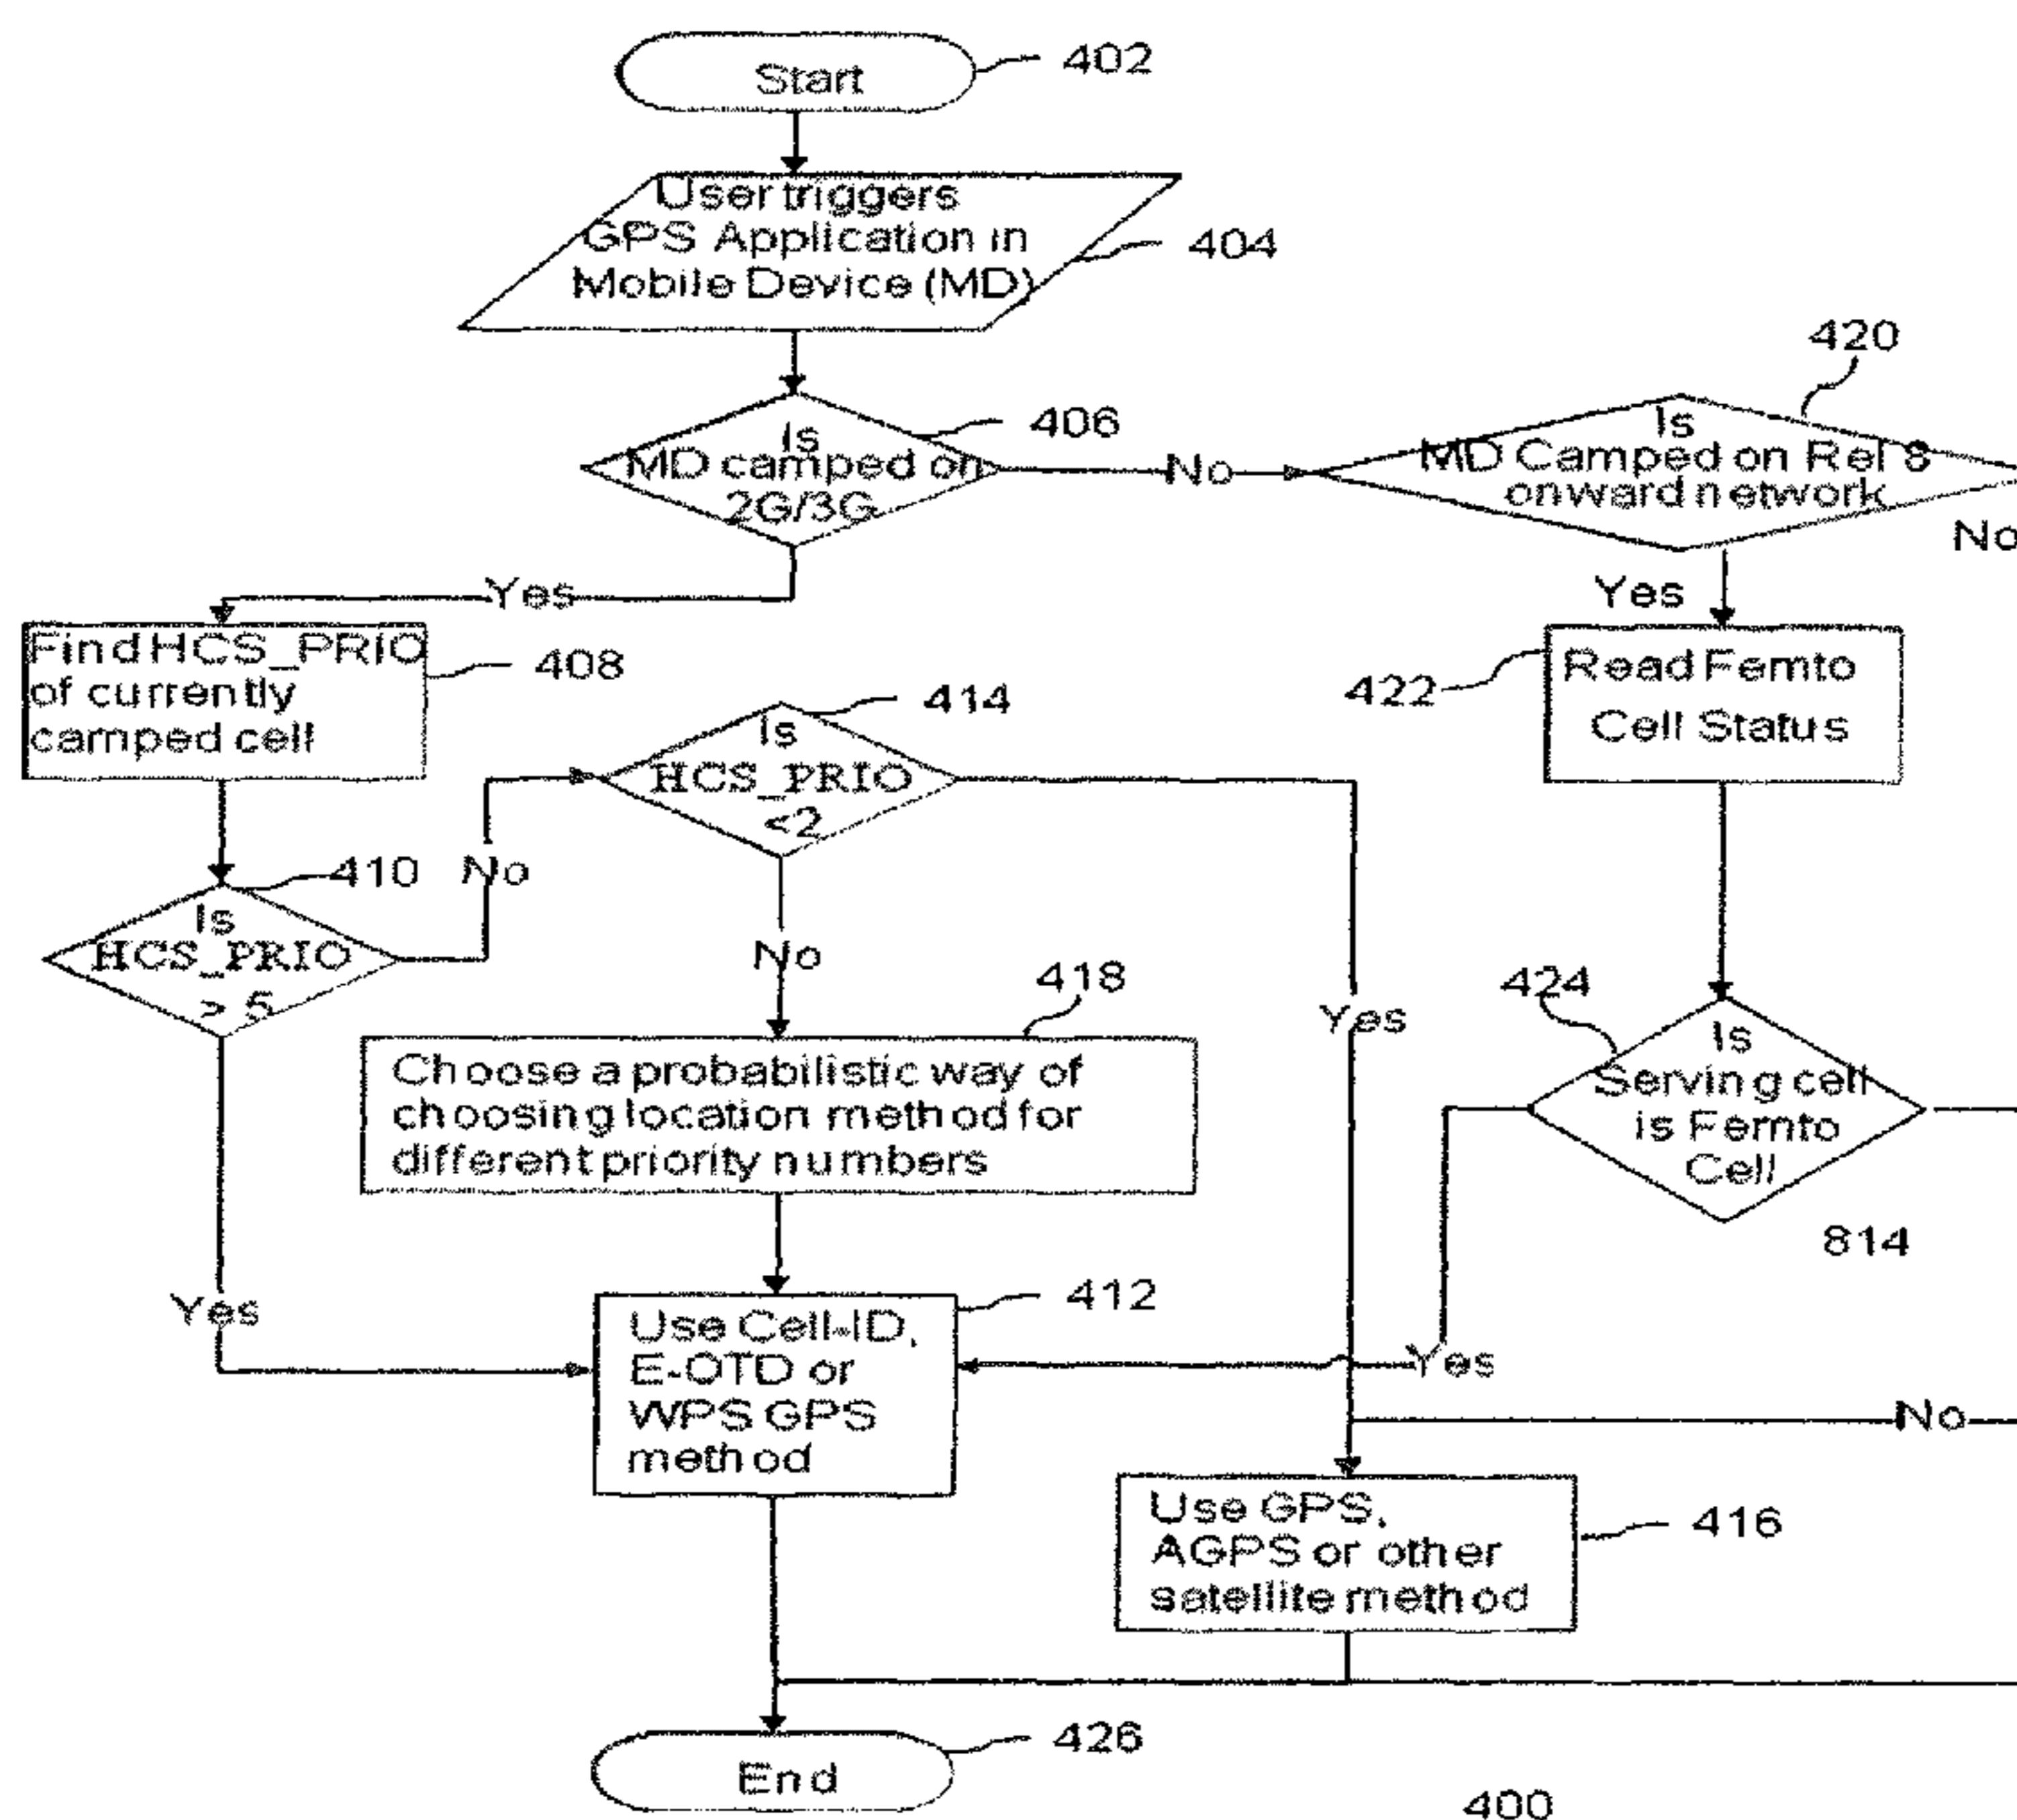 Start
402
User triggers
GPS Application in
Mobile Device (MD)
404
Is
MD camped on
2G/3G
406
No
420
Is
MD Camped on Rel 8
onward network
No
Yes
Yes
Find HCS_PRIO
of currently
camped cell
408
414
Is
HCS_PRIO
<2
422
Read Femto
Cell Status
410
No
Is
HCS_PRIO
> 5
No
Yes
418
Choose a probabilistic way of
choosing location method for
different priority numbers
424
Is
Serving cell
is Femto
Cell
814
Yes
412
Use Cell-ID,
E-OTD or
WPS GPS
method
Yes
No
Use GPS,
AGPS or other
satellite method
416
426
End
400